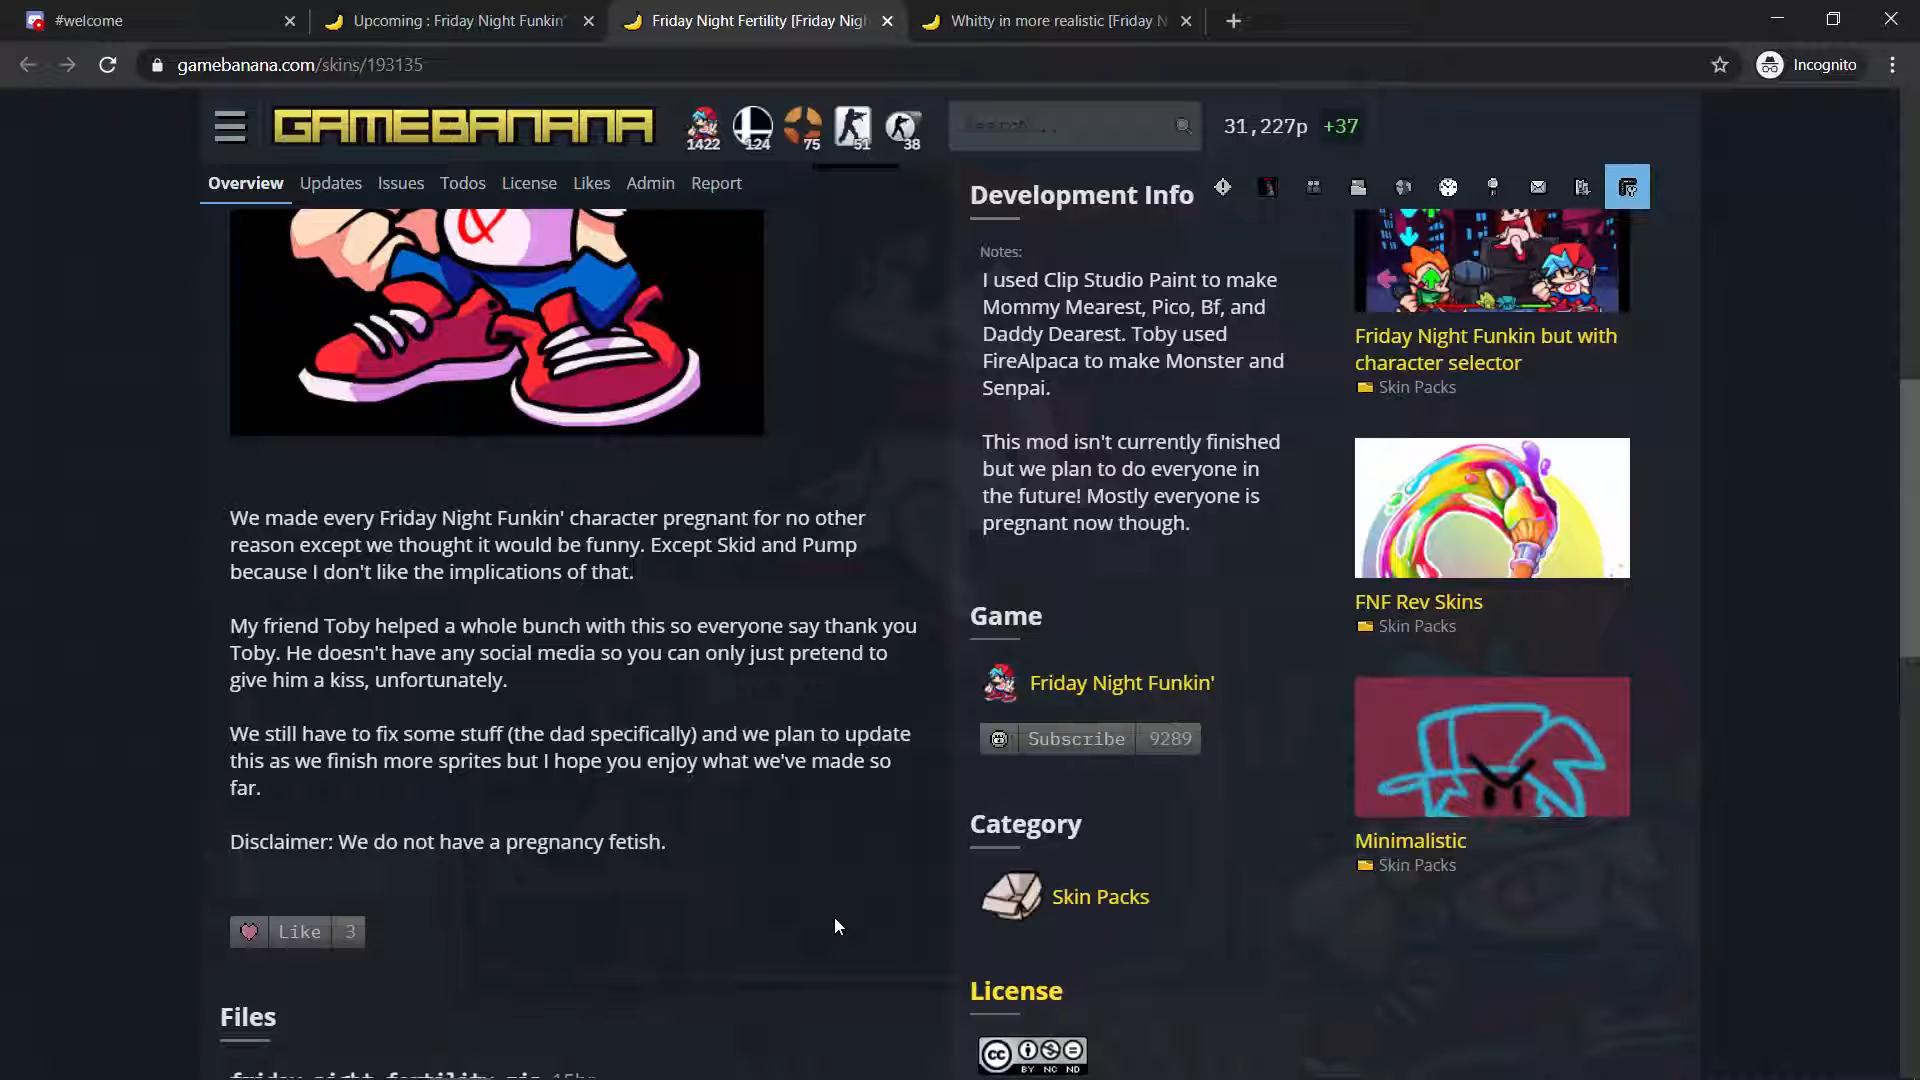 #welcome
Upcoming : Friday Night Funkin'
Friday Night Fertility [Friday Nig
Whitty in more realistic [Friday N
gamebanana.com/skins/193135
Incognito
GAMEBANANA
1422
124
75
51
38
Search ...
31,227p +37
Overview
Updates
Issues
Todos
License
Likes
Admin
Report
We made every Friday Night Funkin' character pregnant for no other
reason except we thought it would be funny. Except Skid and Pump
because I don't like the implications of that.
My friend Toby helped a whole bunch with this so everyone say thank you
Toby. He doesn't have any social media so you can only just pretend to
give him a kiss, unfortunately.
We still have to fix some stuff (the dad specifically) and we plan to update
this as we finish more sprites but I hope you enjoy what we've made so
far.
Disclaimer: We do not have a pregnancy fetish.
Like 3
Files
friday_night_fertility.zip 15hr
Development Info
Notes:
I used Clip Studio Paint to make
Mommy Mearest, Pico, Bf, and
Daddy Dearest. Toby used
FireAlpaca to make Monster and
Senpai.
This mod isn't currently finished
but we plan to do everyone in
the future! Mostly everyone is
pregnant now though.
Game
Friday Night Funkin'
Subscribe 9289
Category
Skin Packs
License
CC
BY NC ND
Friday Night Funkin but with
character selector
Skin Packs
FNF Rev Skins
Skin Packs
Minimalistic
Skin Packs